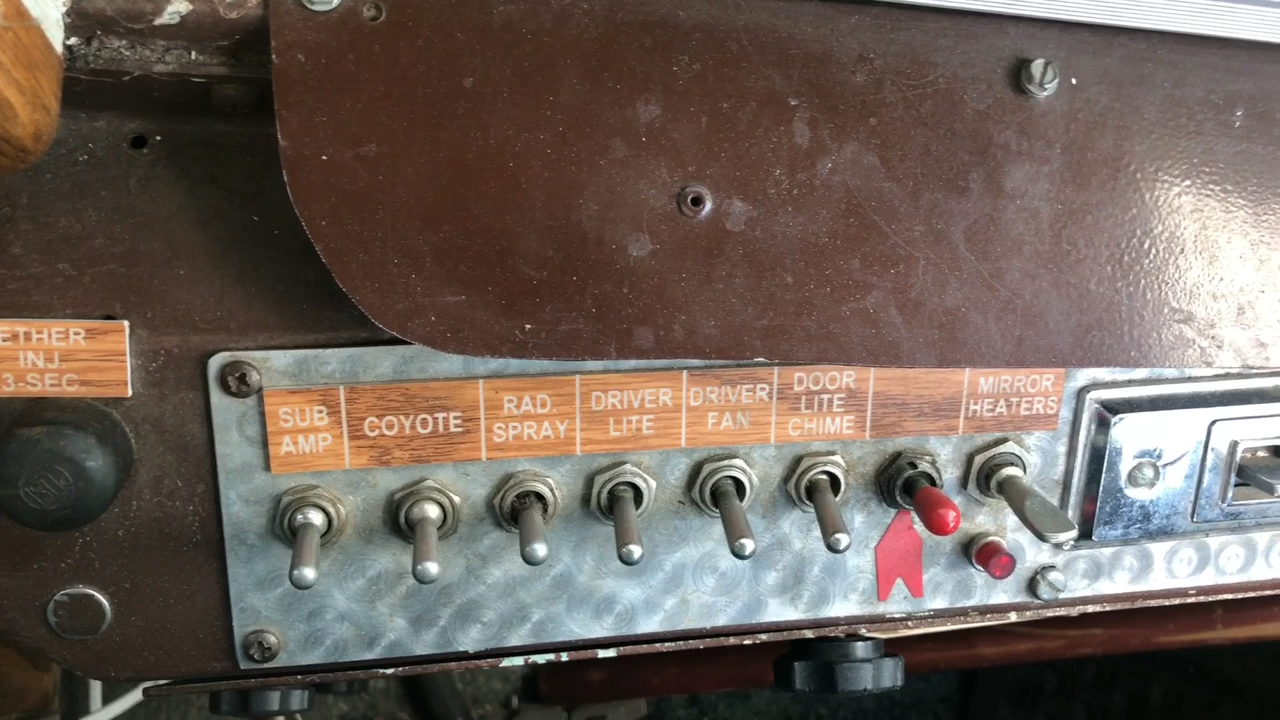 ETHER
INJ.
3-SEC
SUB
AMP
COYOTE
RAD.
SPRAY
DRIVER
LITE
DRIVER
FAN
DOOR
LITE
CHIME
MIRROR
HEATERS